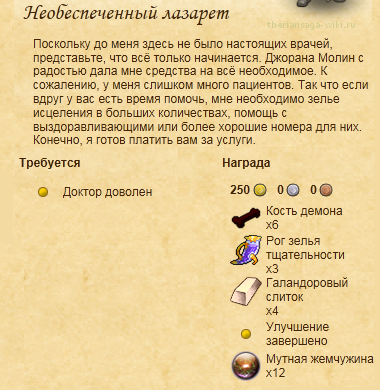 Необеспеченный лазарет
theriansaga-wiki.ru
Поскольку до меня здесь не было настоящих врачей,
представьте, что всё только начинается. Джорана Молин с
радостью дала мне средства на всё необходимое. К
сожалению, у меня слишком много пациентов. Так что если
вдруг у вас есть время помочь, мне необходимо зелье
исцеления в больших количествах, помощь с
выздоравливающими или более хорошие номера для них.
Конечно, я готов платить вам за услуги.
Требуется
Доктор доволен
Награда
250 0 0
Кость демона
x6
Рог зелья
тщательности
x3
Галандоровый
слиток
x4
Улучшение
завершено
Мутная жемчужина
x12